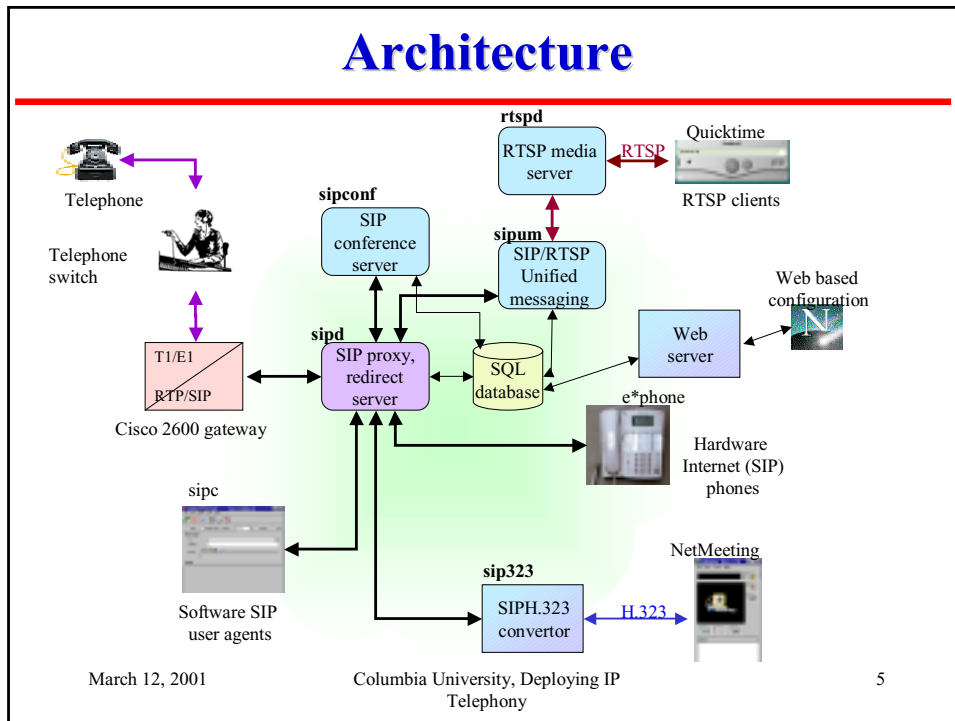 Architecture
rtspd
Quicktime
RTSP media
server
RTSP
RTSP clients
Telephone
sipconf
SIP
conference
server
sipum
SIP/RTSP
Unified
messaging
Telephone
switch
Web based
configuration
N
sipd
SIP proxy,
redirect
server
SQL
database
Web
server
T1/E1
RTP/SIP
Cisco 2600 gateway
e*phone
Hardware
Internet (SIP)
phones
sipc
Software SIP
user agents
sip323
SIPH.323
convertor
H.323
NetMeeting
March 12, 2001
Columbia University, Deploying IP
Telephony
5